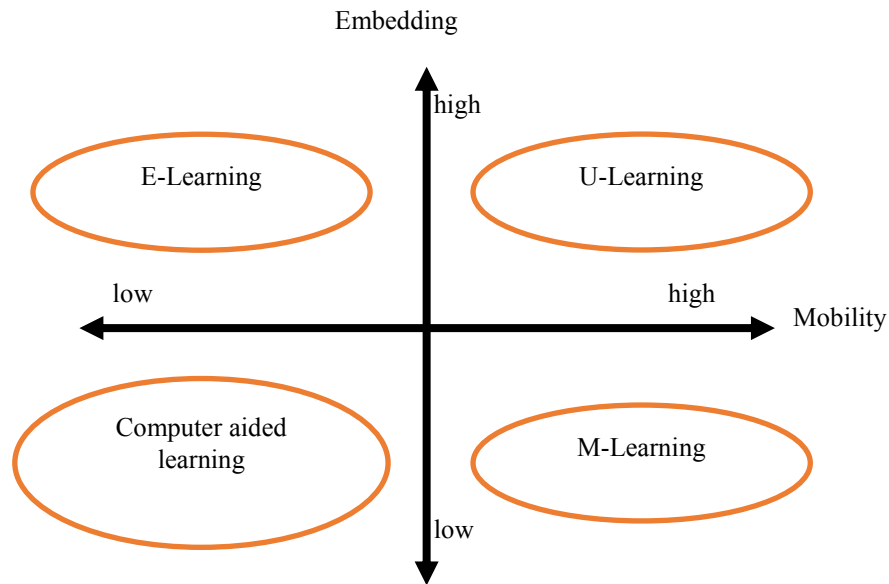 Embedding
high
E-Learning
U-Learning
low
high
Mobility
Computer aided
learning
M-Learning
low